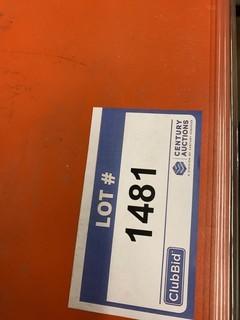 LOT #
1481
CENTURY
AUCTIONS
ClubBid